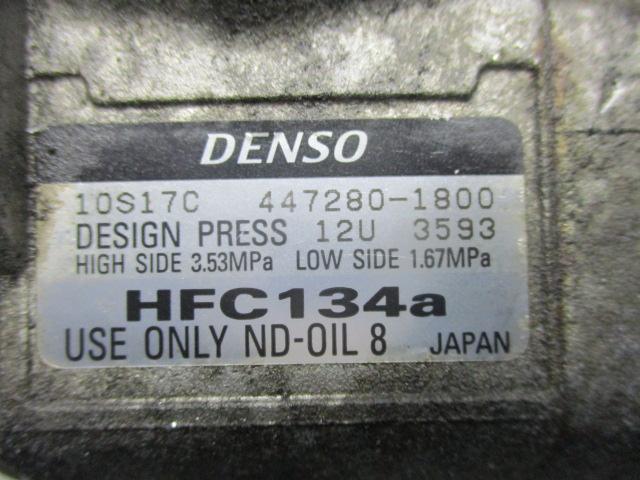 DENSO
10S17C 447280-1800
DESIGN PRESS 12U 3593
HIGH SIDE 3.53MPa LOW SIDE 1.67MPa
HFC134a
USE ONLY ND-OIL 8 JAPAN